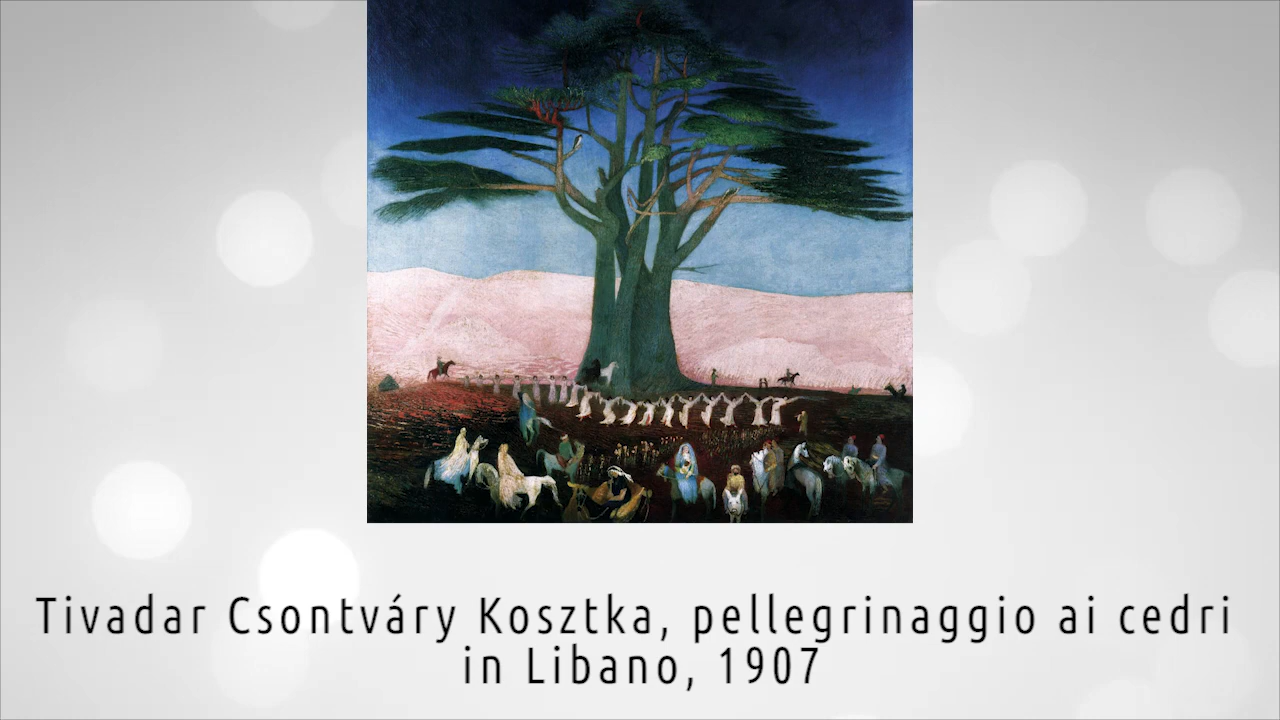 Tivadar Csontváry Kosztka, pellegrinaggio ai cedri
in Libano, 1907